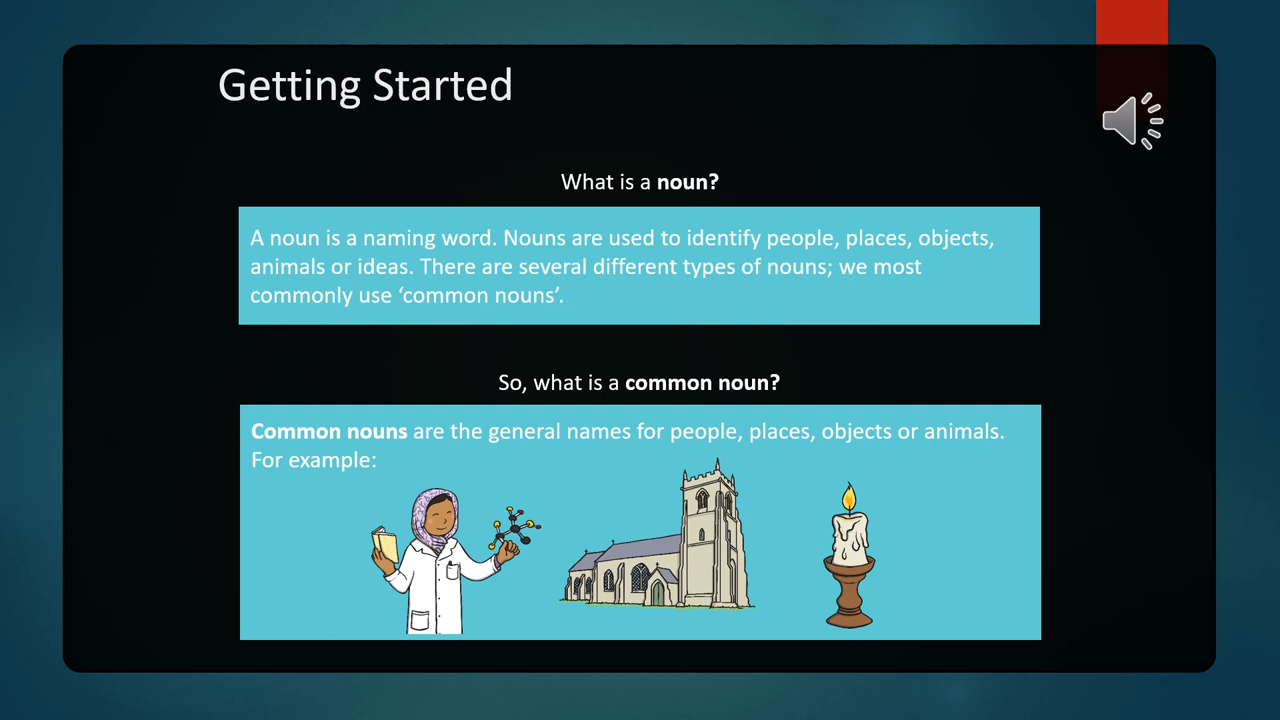 Getting Started
What is a noun?
A noun is a naming word. Nouns are used to identify people, places, objects,
animals or ideas. There are several different types of nouns; we most
commonly use ‘common nouns’.
So, what is a common noun?
Common nouns are the general names for people, places, objects or animals.
For example: